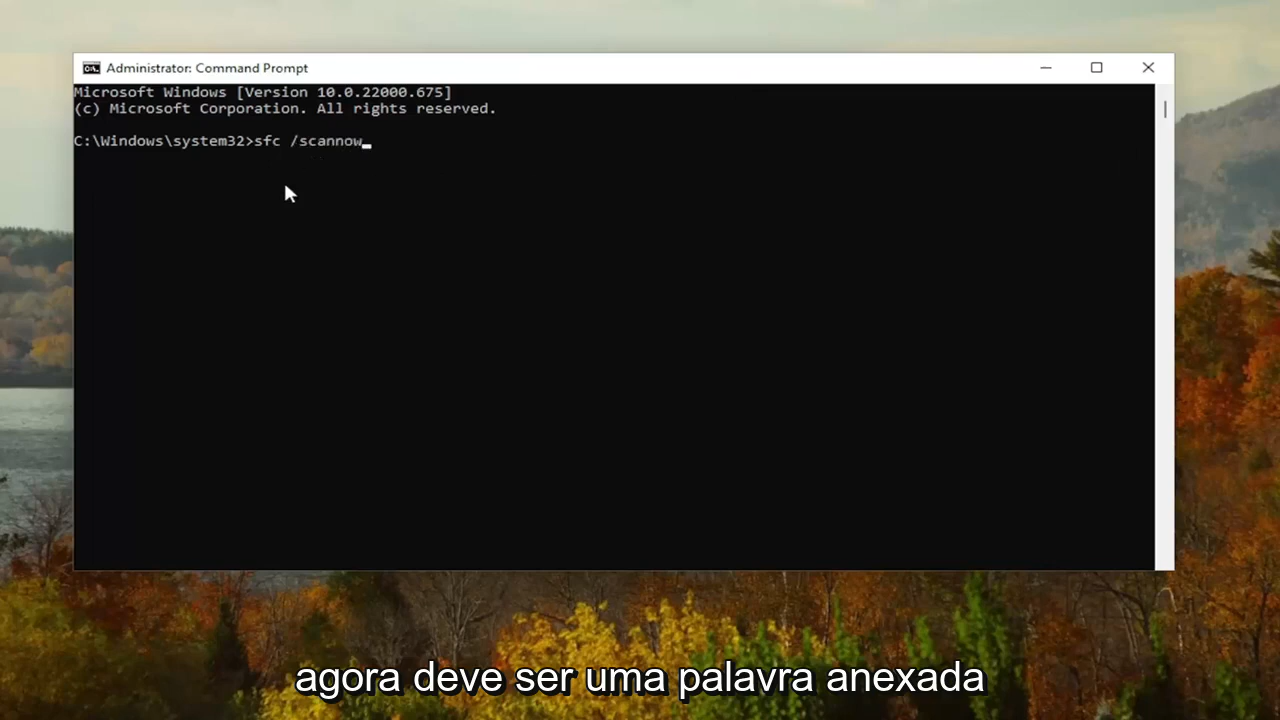 Administrator: Command Prompt
Microsoft Windows [Version 10.0.22000.675]
(c) Microsoft Corporation. All rights reserved.
C:\Windows\system32>sfc /scannow
agora deve ser uma palavra anexada